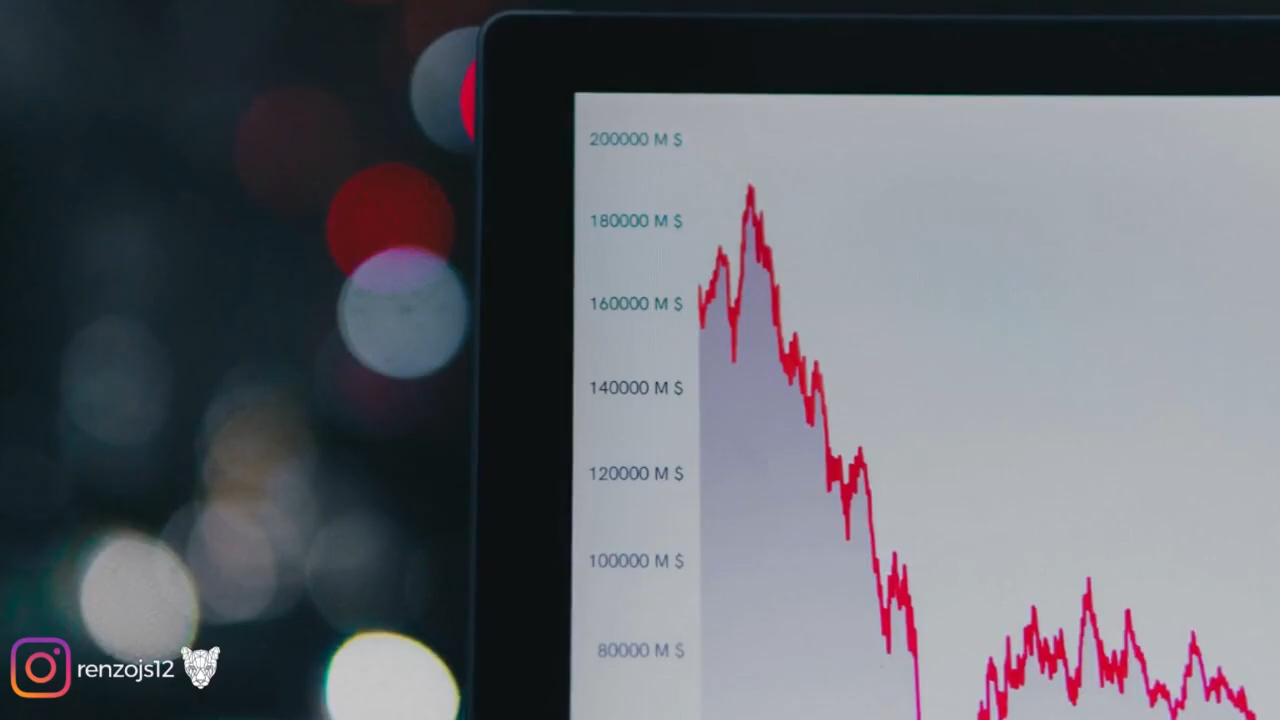 200000 M $
180000 M $
160000 M $
140000 M $
120000 M $
100000 M $
80000 M $
renzojs12